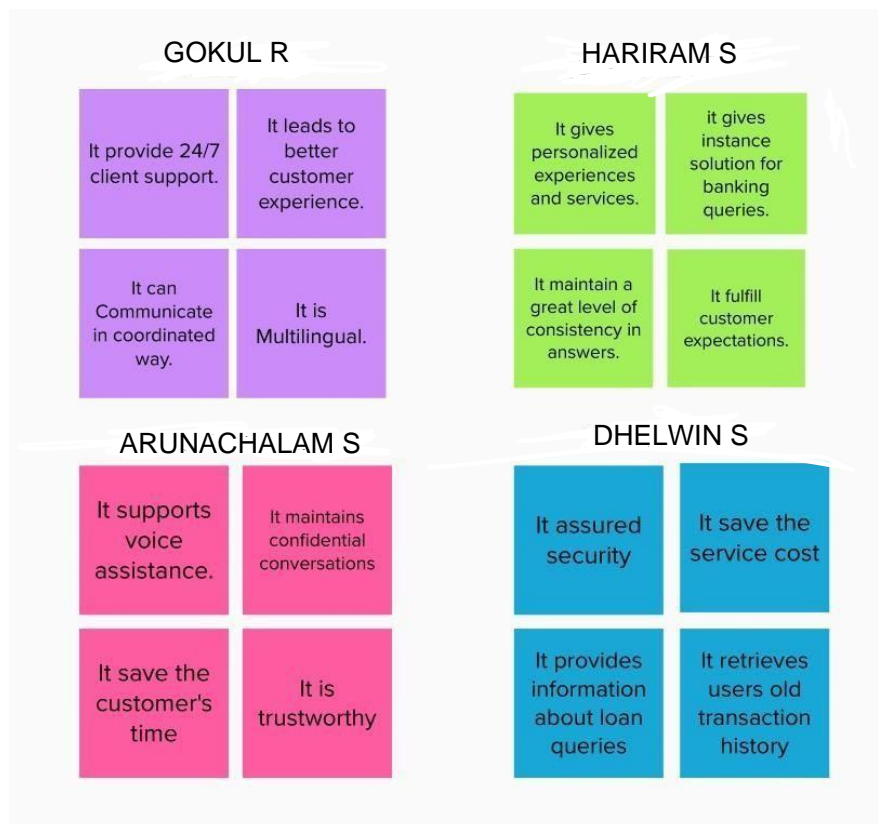 GOKUL R
It provide 24/7
client support.
It leads to
better
customer
experience.
It can
Communicate
in coordinated
way.
It is
Multilingual.
HARIRAM S
It gives
personalized
experiences
and services.
it gives
instance
solution for
banking
queries.
It maintain a
great level of
consistency in
answers.
It fulfill
customer
expectations.
ARUNACHALAM S
It supports
voice
assistance.
It maintains
confidential
conversations
It save the
customer's
time
It is
trustworthy
DHELWIN S
It assured
security
It save the
service cost
It provides
information
about loan
queries
It retrieves
users old
transaction
history